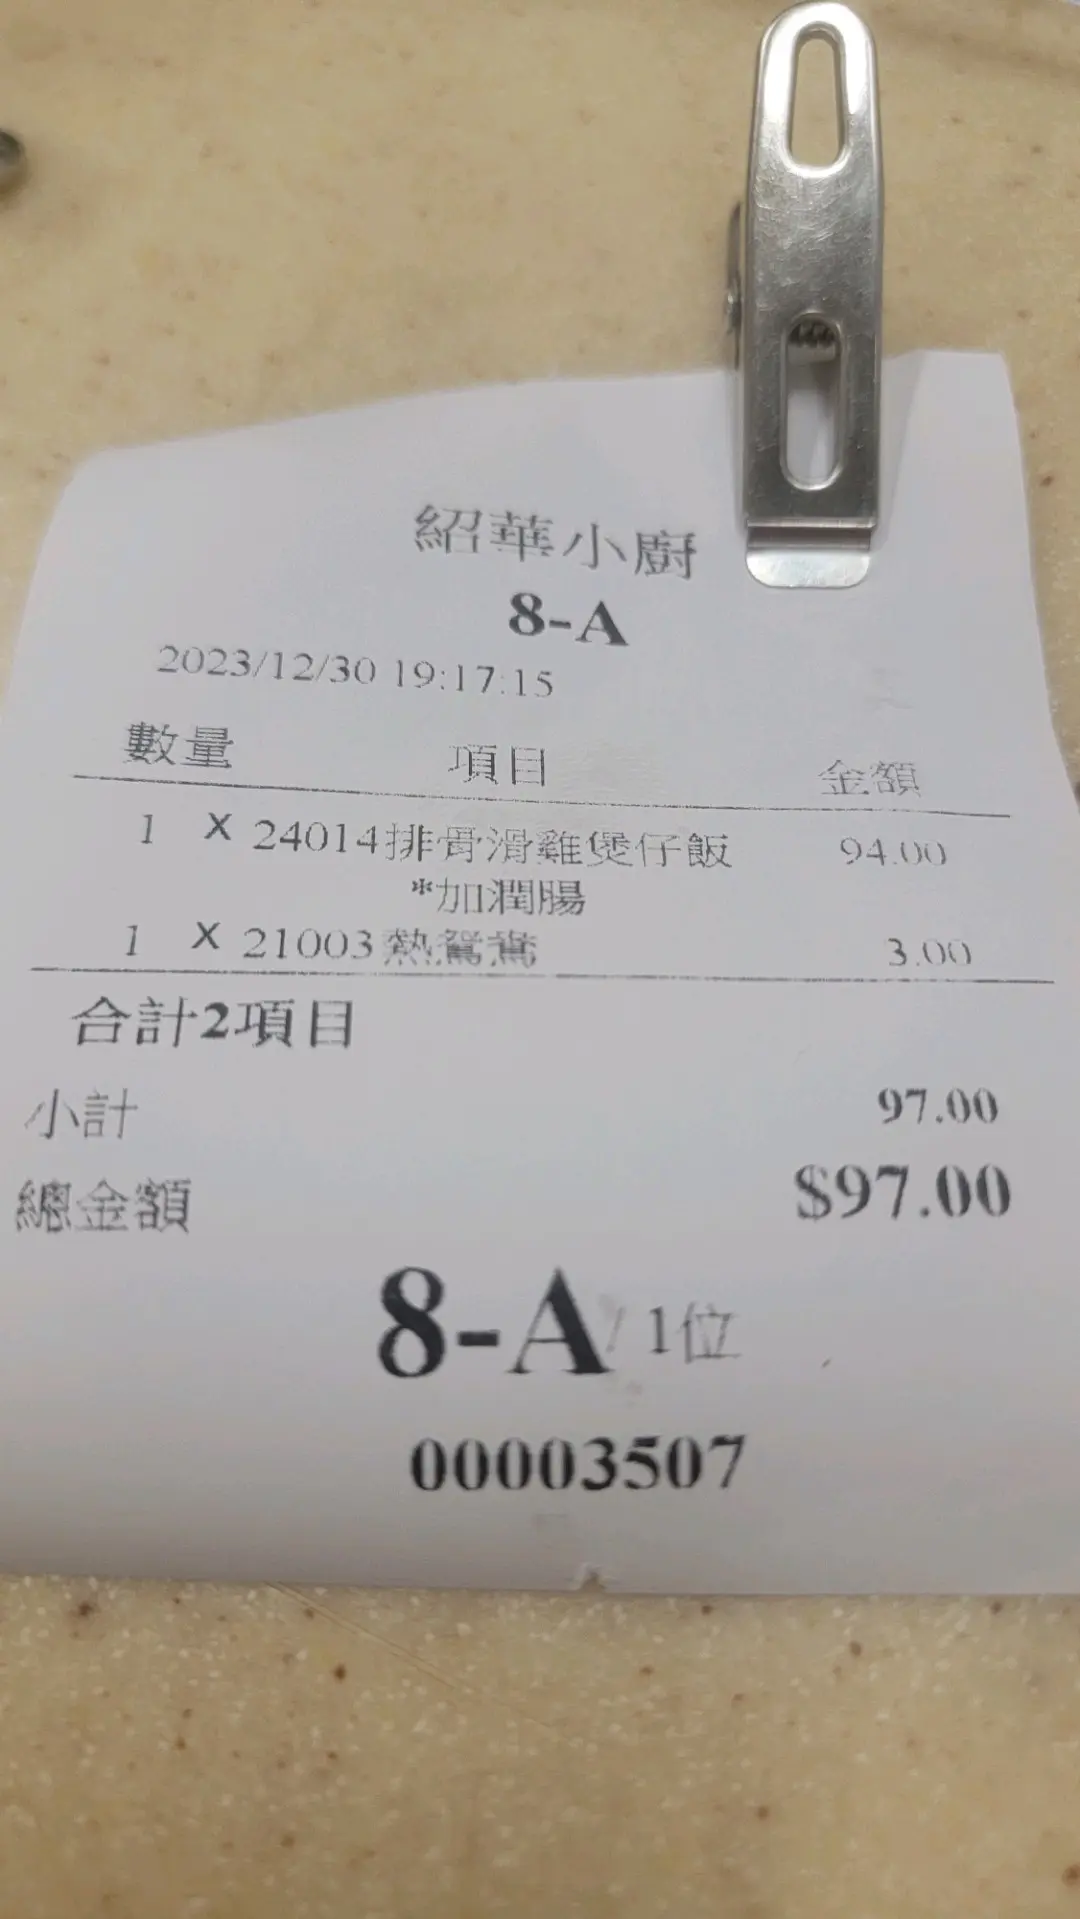 紹華小廚
8-A
2023/12/30 19:17:15
數量 項目 金額
1 X 24014排骨滑雞煲仔飯 94.00
*加潤腸
1 X 21003熱鴛鴦 3.00
合計2項目
小計 97.00
總金額 $97.00
8-A / 1位
00003507